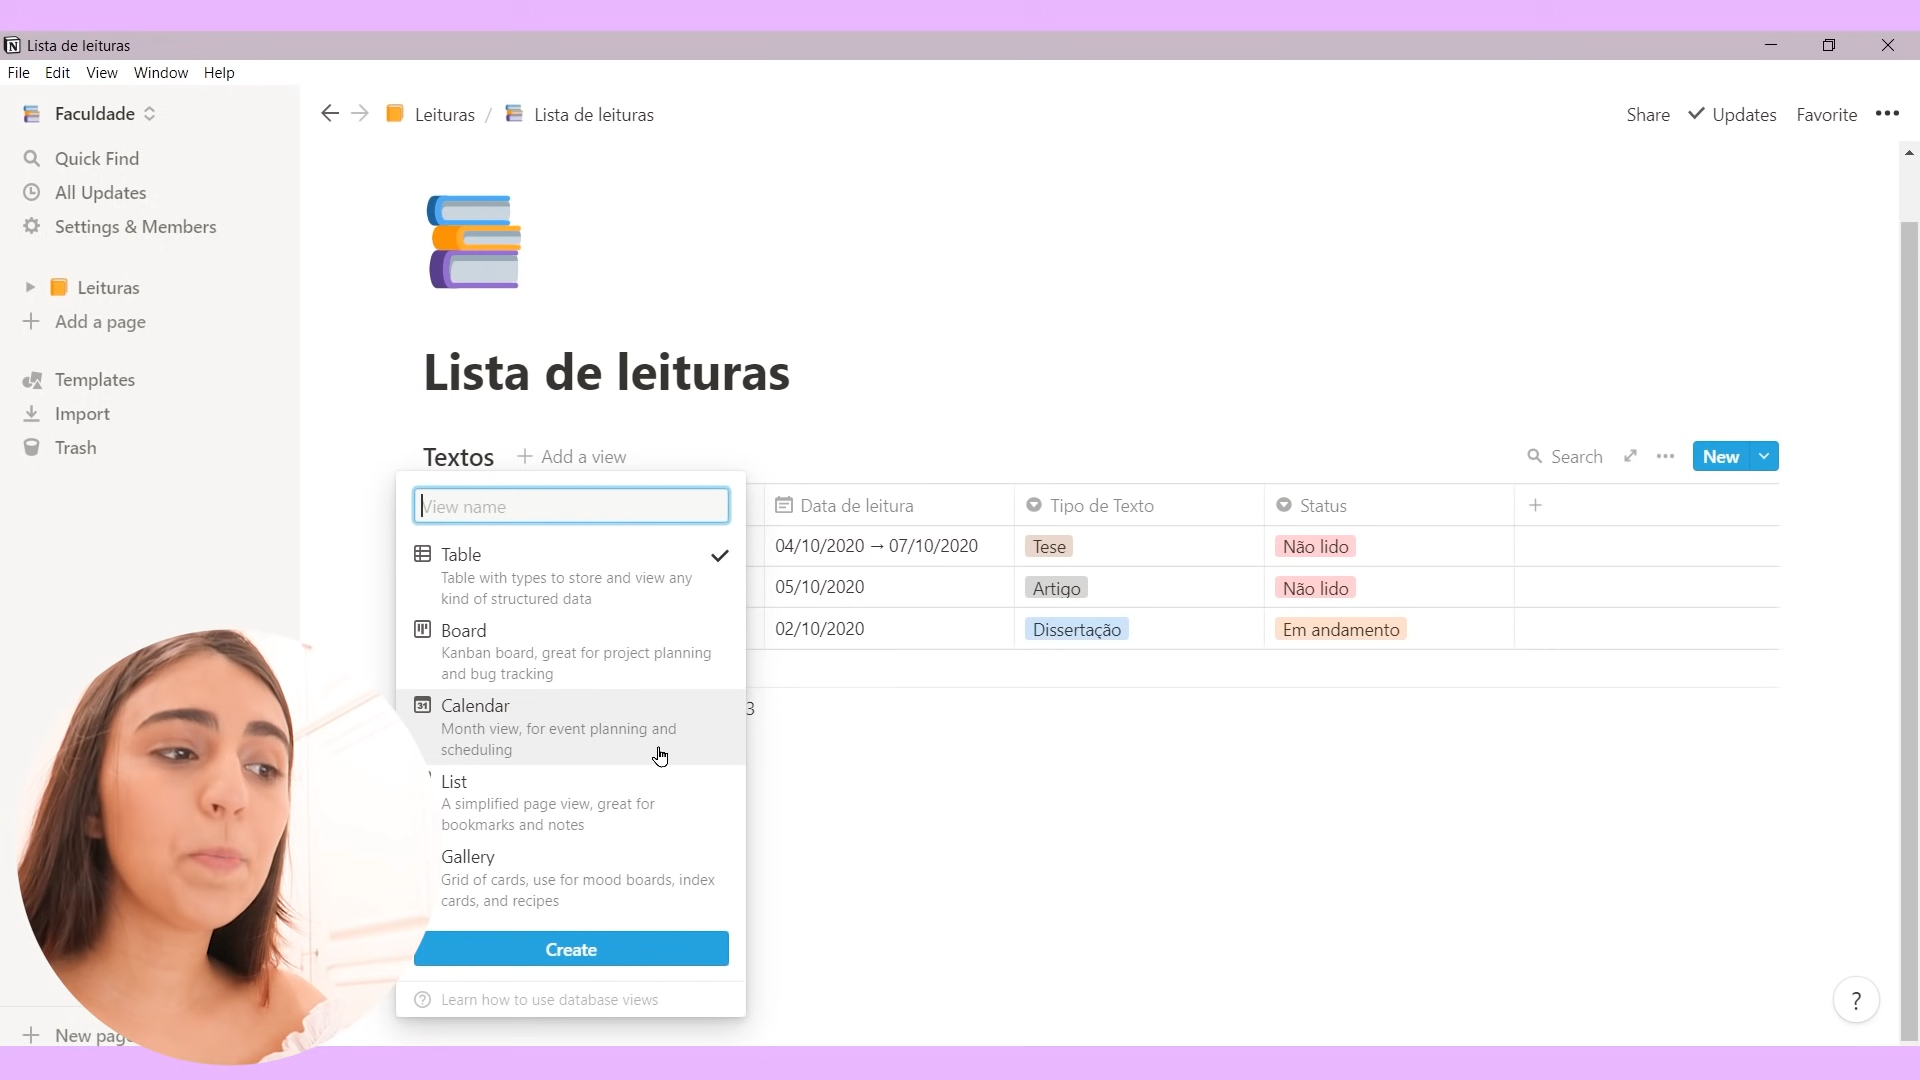 Lista de leituras
File Edit View Window Help
Faculdade
Quick Find
All Updates
Settings & Members
Leituras
Add a page
Templates
Import
Trash
New page
Leituras / Lista de leituras
Share Updates Favorite
Lista de leituras
Textos Add a view
Search New
View name
Table
Table with types to store and view any
kind of structured data
Board
Kanban board, great for project planning
and bug tracking
31 Calendar
Month view, for event planning and
scheduling
List
A simplified page view, great for
bookmarks and notes
Gallery
Grid of cards, use for mood boards, index
cards, and recipes
Create
Learn how to use database views
Data de leitura Tipo de Texto Status
04/10/2020 → 07/10/2020 Tese Não lido
05/10/2020 Artigo Não lido
02/10/2020 Dissertação Em andamento
3
?